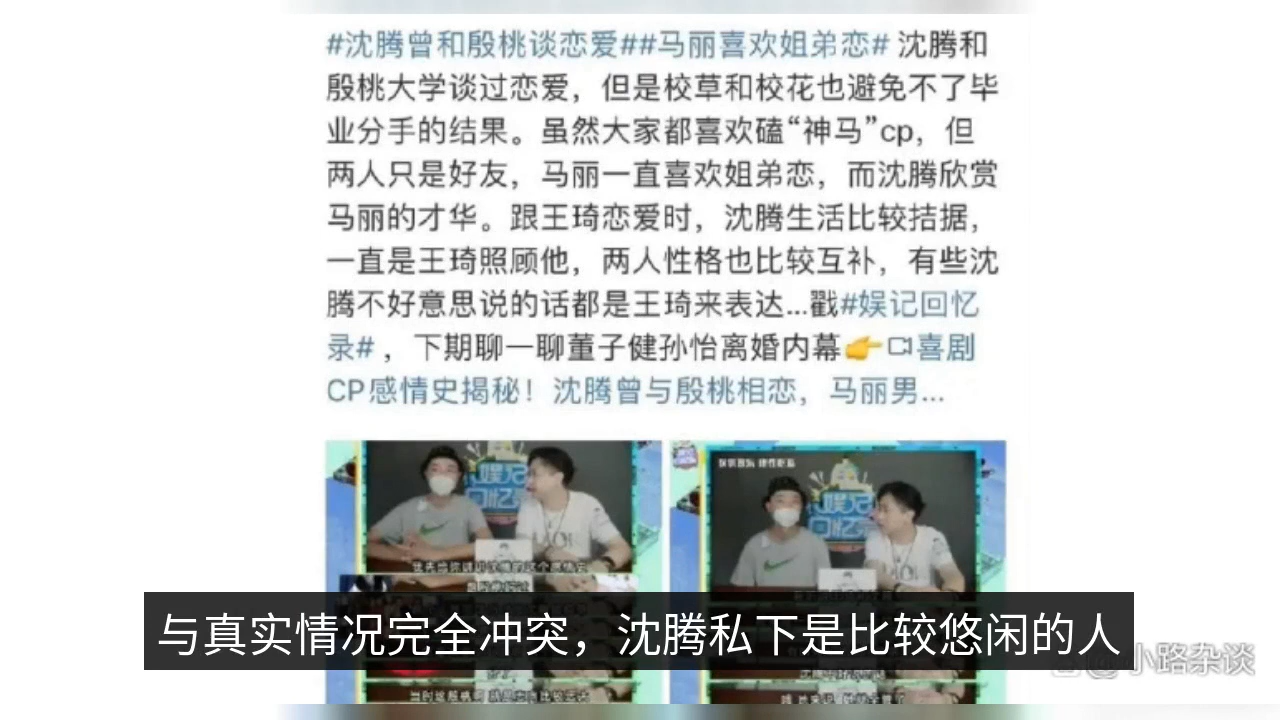 #沈腾曾和殷桃谈恋爱##马丽喜欢姐弟恋# 沈腾和
殷桃大学谈过恋爱，但是校草和校花也避免不了毕
业分手的结果。虽然大家都喜欢磕“神马”cp，但
两人只是好友，马丽一直喜欢姐弟恋，而沈腾欣赏
马丽的才华。跟王琦恋爱时，沈腾生活比较拮据，
一直是王琦照顾他，两人性格也比较互补，有些沈
腾不好意思说的话都是王琦来表达...戳#娱记回忆
录# ，下期聊一聊董子健孙怡离婚内幕👉喜剧
CP感情史揭秘！沈腾曾与殷桃相恋，马丽男...
娱记
回忆
娱记
回忆
与真实情况完全冲突，沈腾私下是比较悠闲的人
@小路杂谈